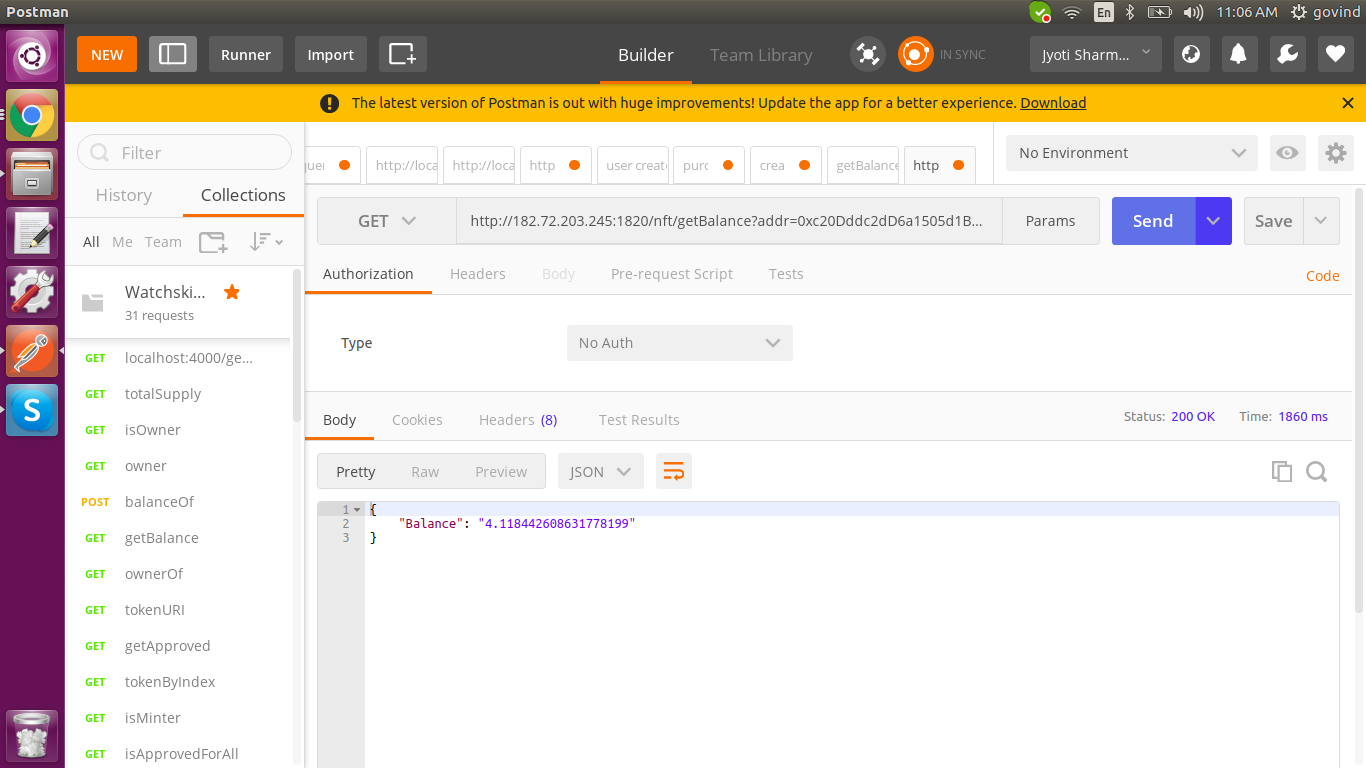 Postman
En
11:06 AM
govind
NEW
Runner
Import
Builder
Team Library
IN SYNC
Jyoti Sharm...
The latest version of Postman is out with huge improvements! Update the app for a better experience. Download
Filter
History
Collections
All Me Team
Watchski...
31 requests
GET localhost:4000/ge...
GET totalSupply
GET isOwner
GET owner
POST balanceOf
GET getBalance
GET ownerOf
GET tokenURI
GET getApproved
GET tokenByIndex
GET isMinter
GET isApprovedForAll
http://loca
http://loca
http
user create
purc
crea
getBalance
http
No Environment
GET
http://182.72.203.245:1820/nft/getBalance?addr=0xc20Dddc2dD6a1505d1B...
Params
Send
Save
Authorization
Headers
Body
Pre-request Script
Tests
Code
Type
No Auth
Body
Cookies
Headers (8)
Test Results
Status: 200 OK
Time: 1860 ms
Pretty
Raw
Preview
JSON
1 {
2 "Balance": "4.118442608631778199"
3 }
S